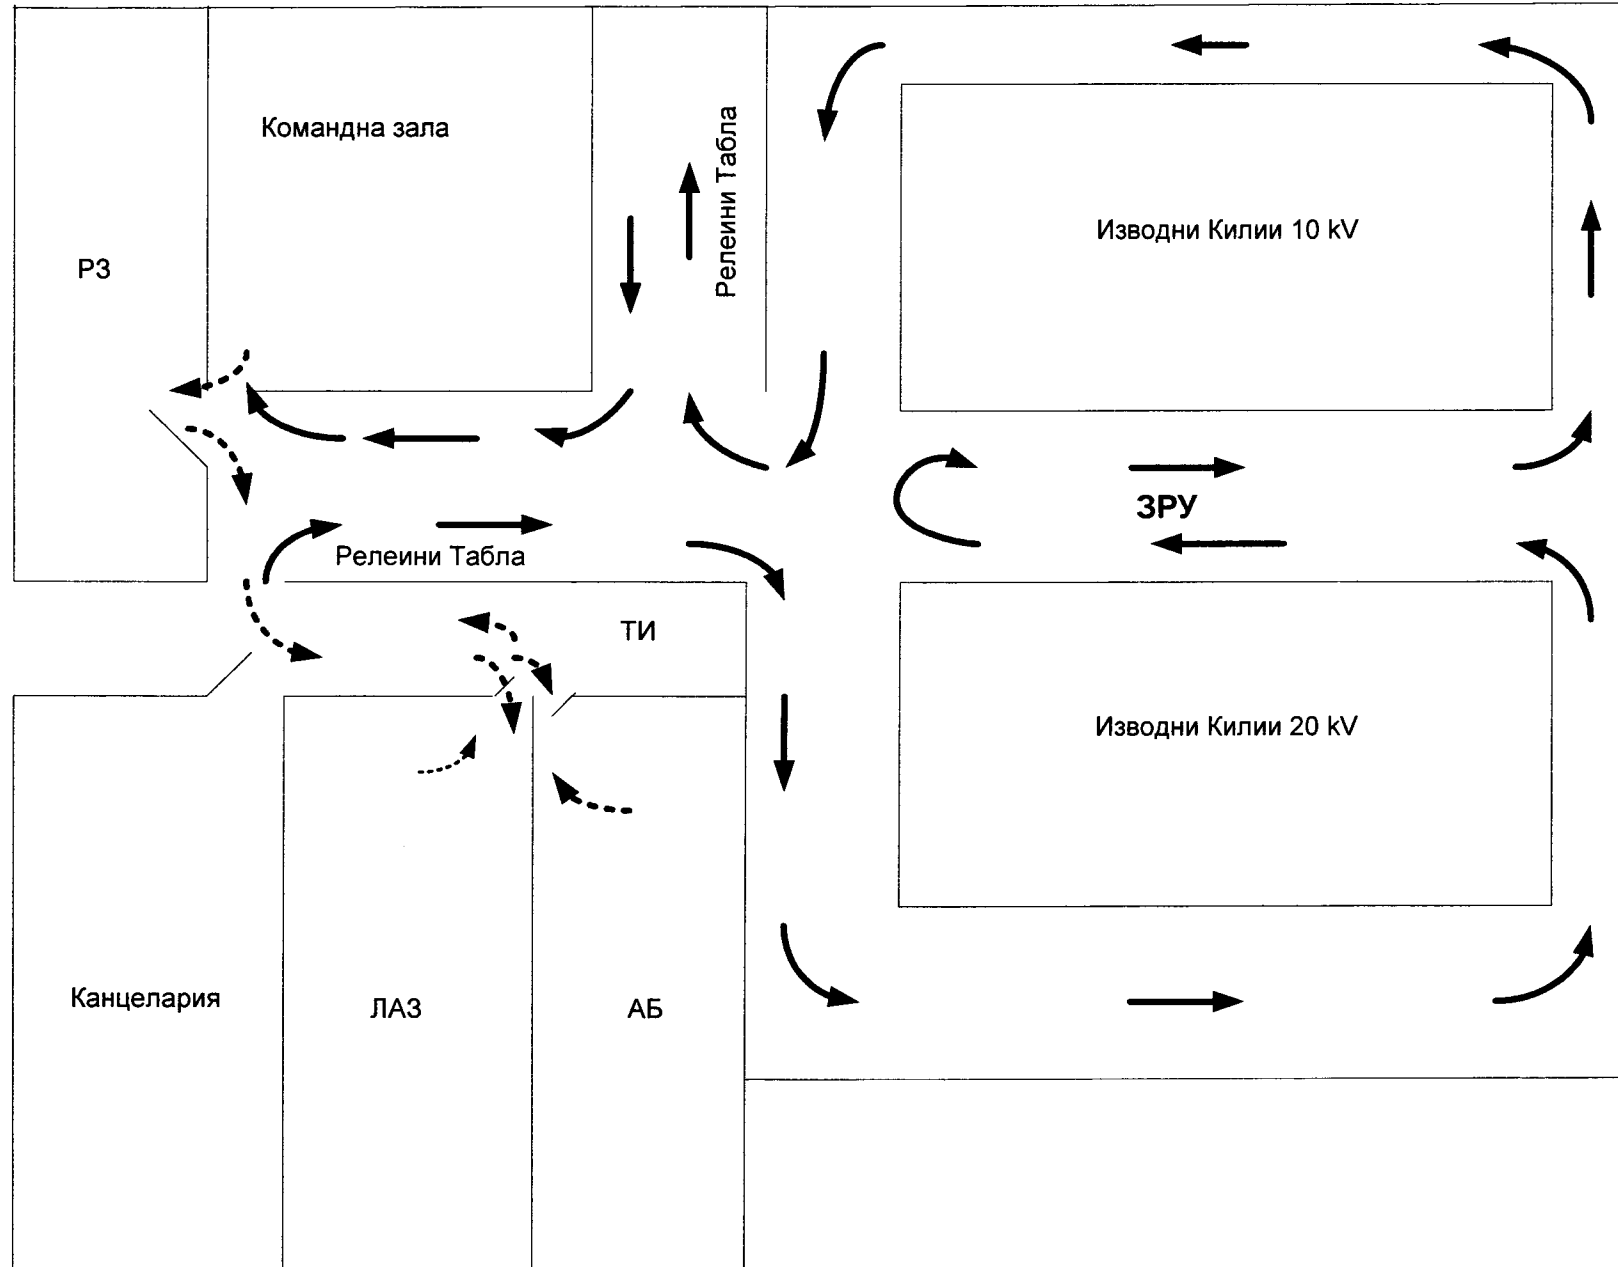 Командна зала
Релеини Табла
Изводни Килии 10 kV
РЗ
ЗРУ
Релеини Табла
ТИ
Изводни Килии 20 kV
Канцелария
ЛАЗ
АБ